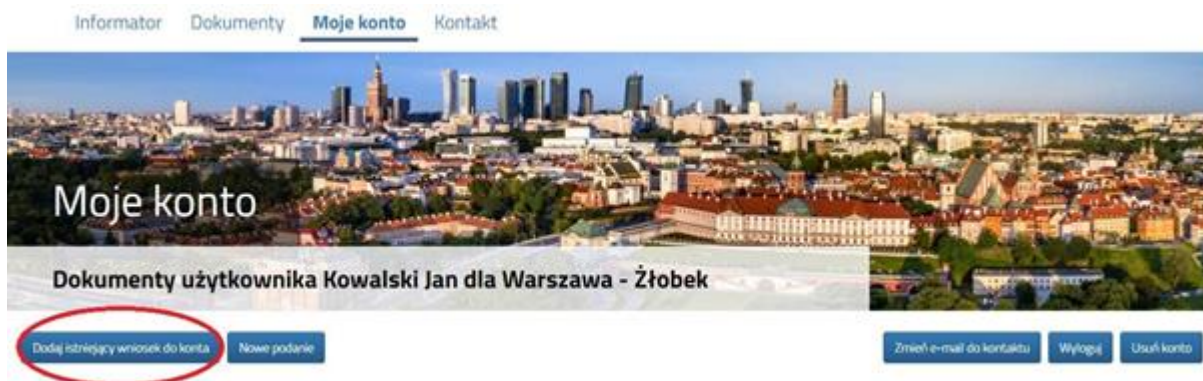 Informator Dokumenty Moje konto Kontakt
Moje konto
Dokumenty użytkownika Kowalski Jan dla Warszawa - Żłobek
Dodaj istniejący wniosek do konta Nowe podanie Zmień e-mail do kontaktu Wyloguj Usuń konto